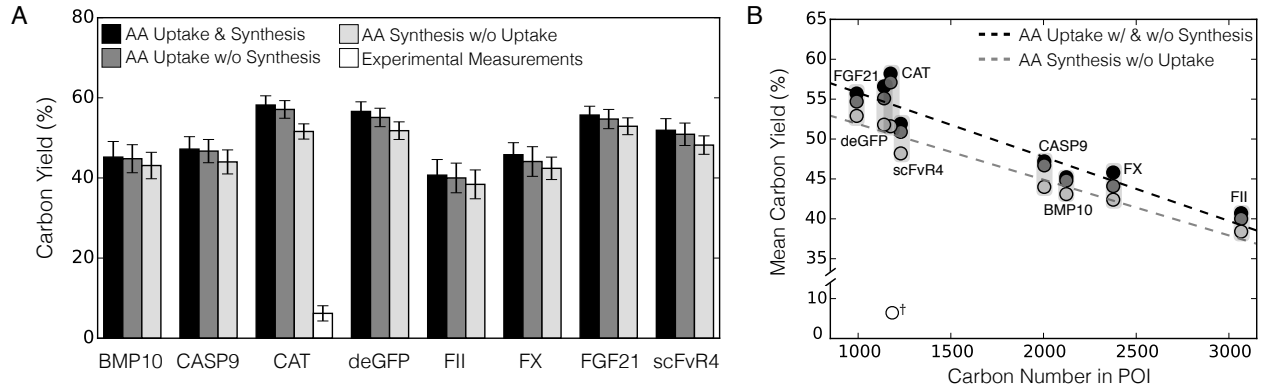 A
Carbon Yield (%)
80
60
40
20
0
AA Uptake & Synthesis
AA Uptake w/o Synthesis
AA Synthesis w/o Uptake
Experimental Measurements
BMP10 CASP9 CAT deGFP FII FX FGF21 scFvR4
B
Mean Carbon Yield (%)
65
60
55
50
45
40
35
10
0
AA Uptake w/ & w/o Synthesis
AA Synthesis w/o Uptake
FGF21
CAT
deGFP
scFvR4
CASP9
BMP10
FX
FII
†
1000 1500 2000 2500 3000
Carbon Number in POI